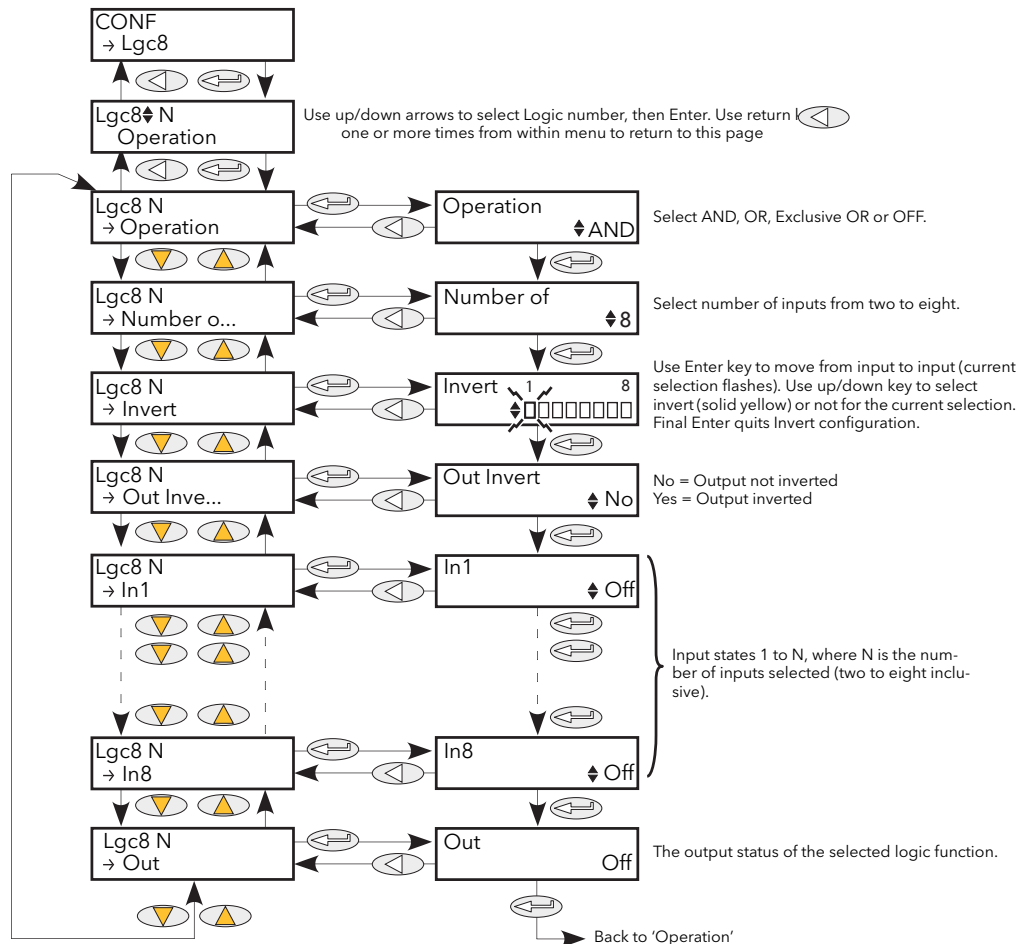 CONF
→ Lgc8
Lgc8 N
Operation
Use up/down arrows to select Logic number, then Enter. Use return
one or more times from within menu to return to this page
Lgc8 N
→ Operation
Operation
AND
Select AND, OR, Exclusive OR or OFF.
Lgc8 N
→ Number o...
Number of
8
Select number of inputs from two to eight.
Lgc8 N
→ Invert
Invert 1 8
Use Enter key to move from input to input (current
selection flashes). Use up/down key to select
invert (solid yellow) or not for the current selection.
Final Enter quits Invert configuration.
Lgc8 N
→ Out Inve...
Out Invert
No
No = Output not inverted
Yes = Output inverted
Lgc8 N
→ In1
In1
Off
Input states 1 to N, where N is the num-
ber of inputs selected (two to eight inclu-
sive).
Lgc8 N
→ In8
In8
Off
Lgc8 N
→ Out
Out
Off
The output status of the selected logic function.
Back to 'Operation'